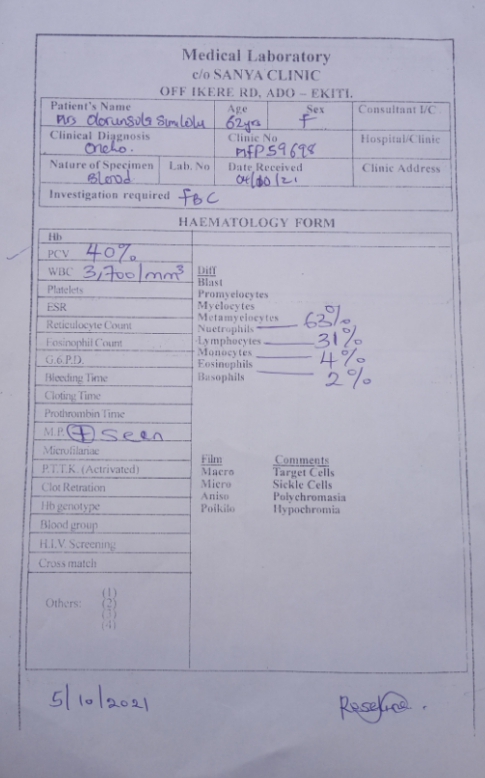 Medical Laboratory
c/o SANYA CLINIC
OFF IKERE RD, ADO – EKITI.
Patient's Name Age Sex Consultant I/C
Mrs 62yrs F
Clinical Diagnosis Clinic No Hospital/Clinic
MFP59698
Nature of Specimen Lab. No Date Received Clinic Address
Blood 04/10/21
Investigation required FBC
HAEMATOLOGY FORM
Hb
PCV 40%
WBC 3,700/mm³ Diff
Blast
Platelets Promyelocytes
Myelocytes
ESR Metamyelocytes
Reticulocyte Count Nuetrophils 63%
Lymphocytes 31%
Eosinophil Count Monocytes 4%
G.6.P.D. Eosinophils 2%
Bleeding Time Basophils
Cloting Time
Prothrombin Time
M.P. + Seen
Microfilariae Film Comments
P.T.T.K. (Actrivated) Macro Target Cells
Clot Retration Micro Sickle Cells
Hb genotype Aniso Polychromasia
Poikilo Hypochromia
Blood group
H.I.V. Screening
Cross match
Others: (1)
(2)
(3)
(4)
5/10/2021